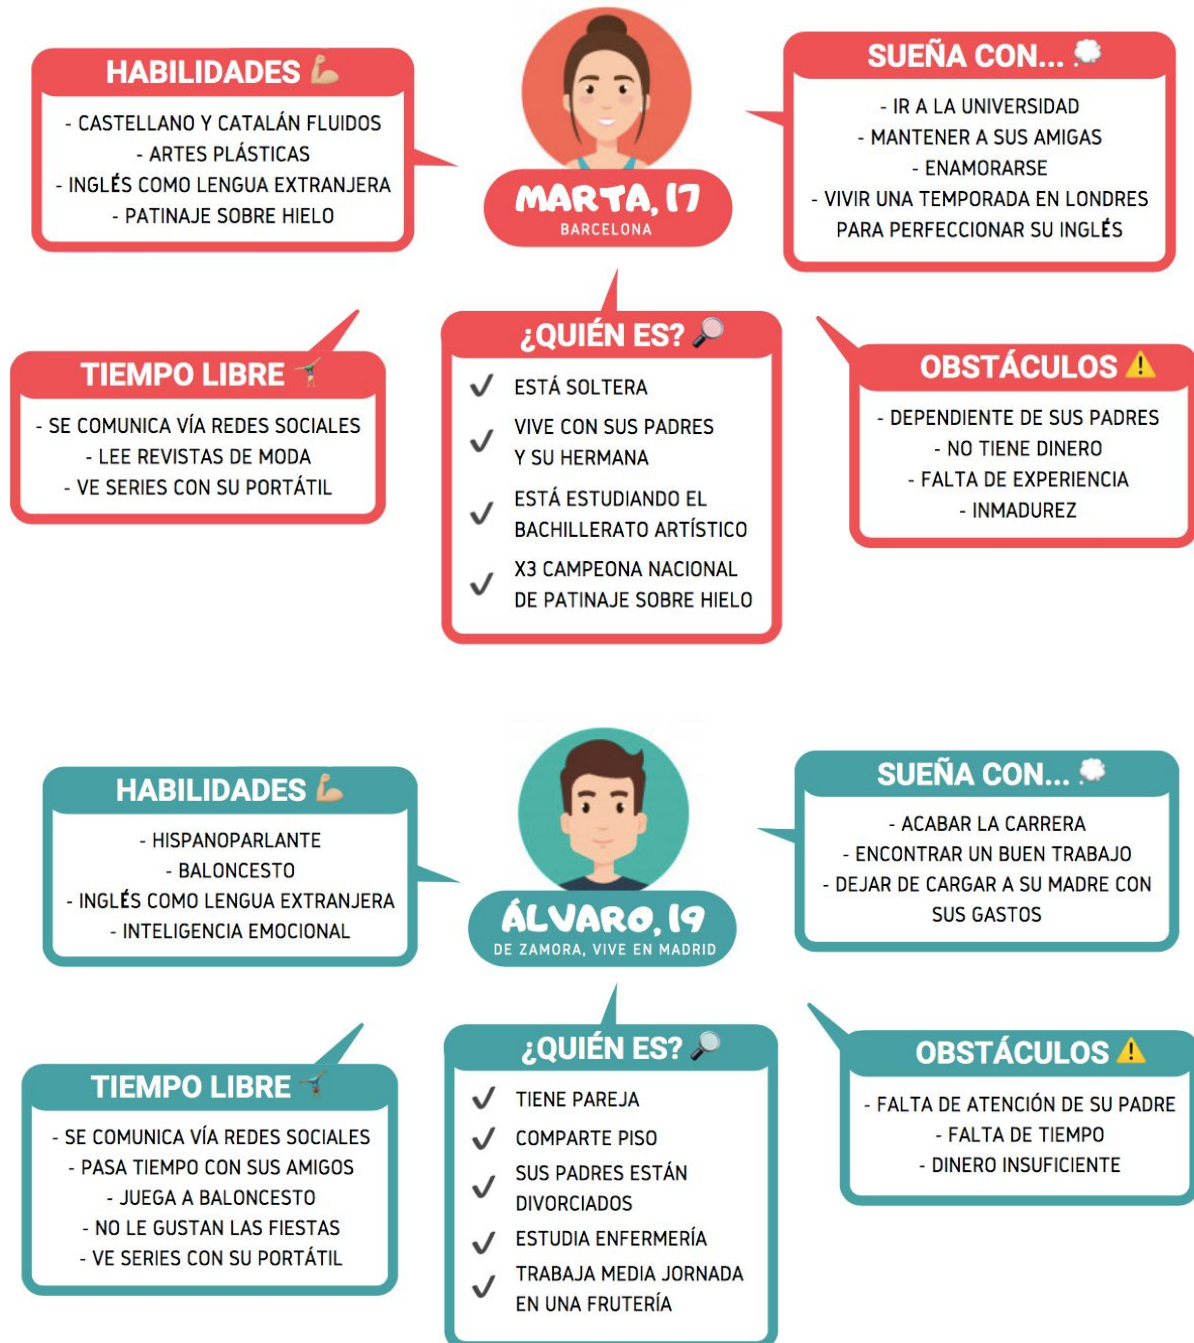 HABILIDADES
- CASTELLANO Y CATALÁN FLUIDOS
- ARTES PLÁSTICAS
- INGLÉS COMO LENGUA EXTRANJERA
- PATINAJE SOBRE HIELO
MARTA, 17
BARCELONA
SUEÑA CON...
- IR A LA UNIVERSIDAD
- MANTENER A SUS AMIGAS
- ENAMORARSE
- VIVIR UNA TEMPORADA EN LONDRES
PARA PERFECCIONAR SU INGLÉS
TIEMPO LIBRE
- SE COMUNICA VÍA REDES SOCIALES
- LEE REVISTAS DE MODA
- VE SERIES CON SU PORTÁTIL
¿QUIÉN ES?
ESTÁ SOLTERA
VIVE CON SUS PADRES
Y SU HERMANA
ESTÁ ESTUDIANDO EL
BACHILLERATO ARTÍSTICO
X3 CAMPEONA NACIONAL
DE PATINAJE SOBRE HIELO
OBSTÁCULOS
- DEPENDIENTE DE SUS PADRES
- NO TIENE DINERO
- FALTA DE EXPERIENCIA
- INMADUREZ
HABILIDADES
- HISPANOPARLANTE
- BALONCESTO
- INGLÉS COMO LENGUA EXTRANJERA
- INTELIGENCIA EMOCIONAL
ÁLVARO, 19
DE ZAMORA, VIVE EN MADRID
SUEÑA CON...
- ACABAR LA CARRERA
- ENCONTRAR UN BUEN TRABAJO
- DEJAR DE CARGAR A SU MADRE CON
SUS GASTOS
TIEMPO LIBRE
- SE COMUNICA VÍA REDES SOCIALES
- PASA TIEMPO CON SUS AMIGOS
- JUEGA A BALONCESTO
- NO LE GUSTAN LAS FIESTAS
- VE SERIES CON SU PORTÁTIL
¿QUIÉN ES?
TIENE PAREJA
COMPARTE PISO
SUS PADRES ESTÁN
DIVORCIADOS
ESTUDIA ENFERMERÍA
TRABAJA MEDIA JORNADA
EN UNA FRUTERÍA
OBSTÁCULOS
- FALTA DE ATENCIÓN DE SU PADRE
- FALTA DE TIEMPO
- DINERO INSUFICIENTE